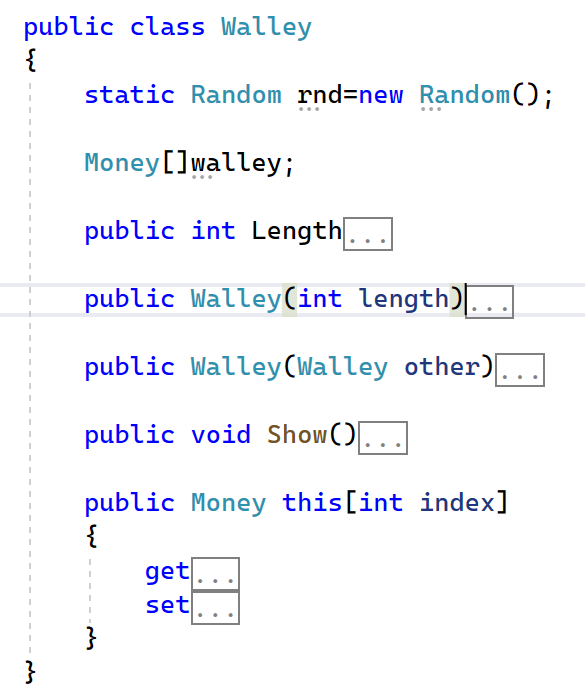 public class Walley
{
static Random rnd=new Random();
Money[]walley;
public int Length...
public Walley(int length)...
public Walley(Walley other)...
public void Show()...
public Money this[int index]
{
get...
set...
}
}